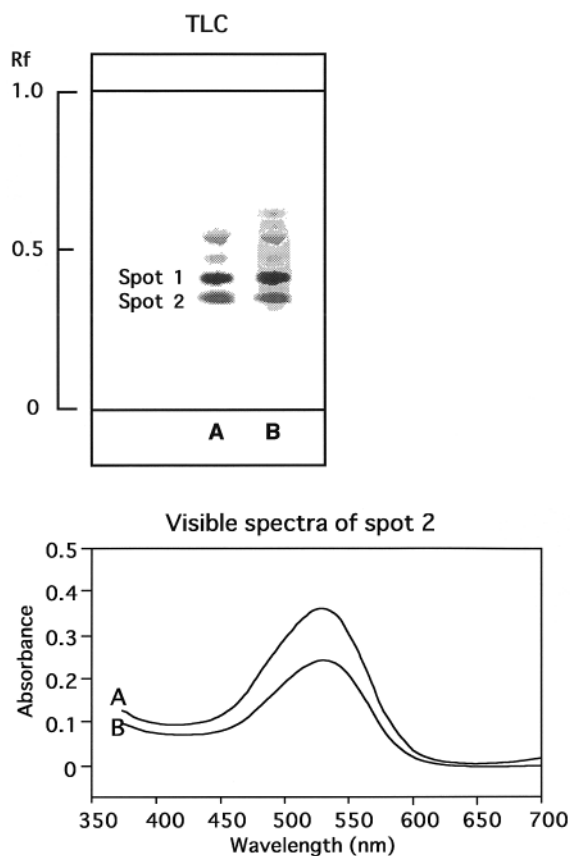 TLC
Rf
1.0
0.5
Spot 1
Spot 2
0
A B
Visible spectra of spot 2
0.5
0.4
0.3
0.2
0.1
0
Absorbance
A
B
350 400 450 500 550 600 650 700
Wavelength (nm)